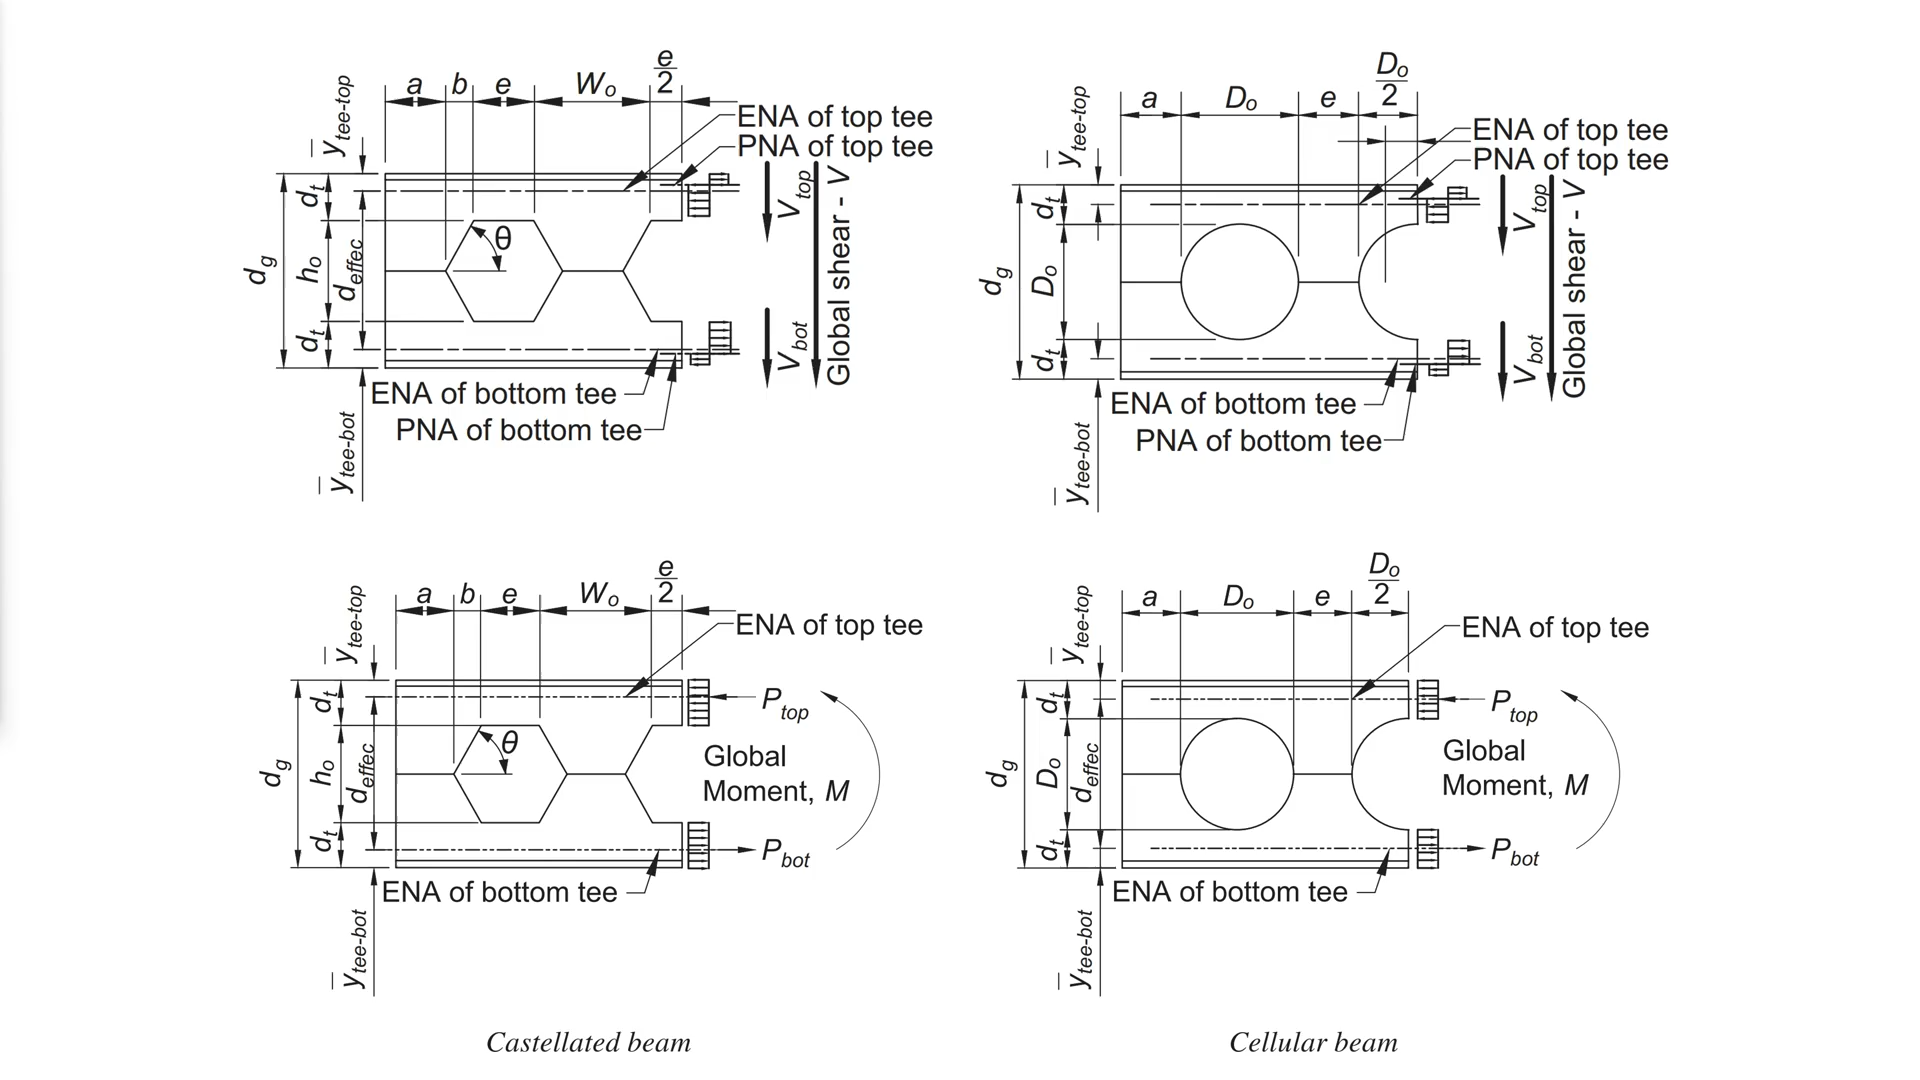 a b e Wo e/2
ȳtee-top
ENA of top tee
PNA of top tee
dt
dg
ho
deffec
θ
dt
Vtop
Vbot
Global shear - V
ENA of bottom tee
PNA of bottom tee
ȳtee-bot
a Do e Do/2
ȳtee-top
ENA of top tee
PNA of top tee
dt
dg
Do
dt
Vtop
Vbot
Global shear - V
ENA of bottom tee
PNA of bottom tee
ȳtee-bot
a b e Wo e/2
ȳtee-top
ENA of top tee
dt
dg
ho
deffec
θ
dt
Ptop
Global
Moment, M
Pbot
ENA of bottom tee
ȳtee-bot
a Do e Do/2
ȳtee-top
ENA of top tee
dt
dg
Do
deffec
dt
Ptop
Global
Moment, M
Pbot
ENA of bottom tee
ȳtee-bot
Castellated beam
Cellular beam